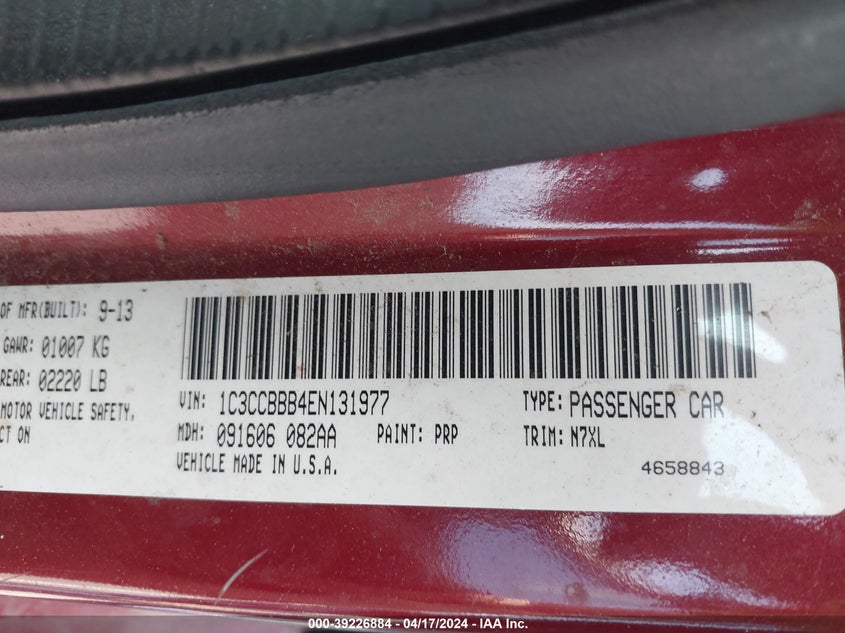 OF MFR(BUILT): 9-13
GAWR: 01007 KG
REAR: 02220 LB
MOTOR VEHICLE SAFETY,
CT ON
VIN: 1C3CCBBB4EN131977
TYPE: PASSENGER CAR
MDH: 091606 082AA PAINT: PRP
TRIM: N7XL
VEHICLE MADE IN U.S.A.
4658843
000-39226884 - 04/17/2024 - IAA Inc.